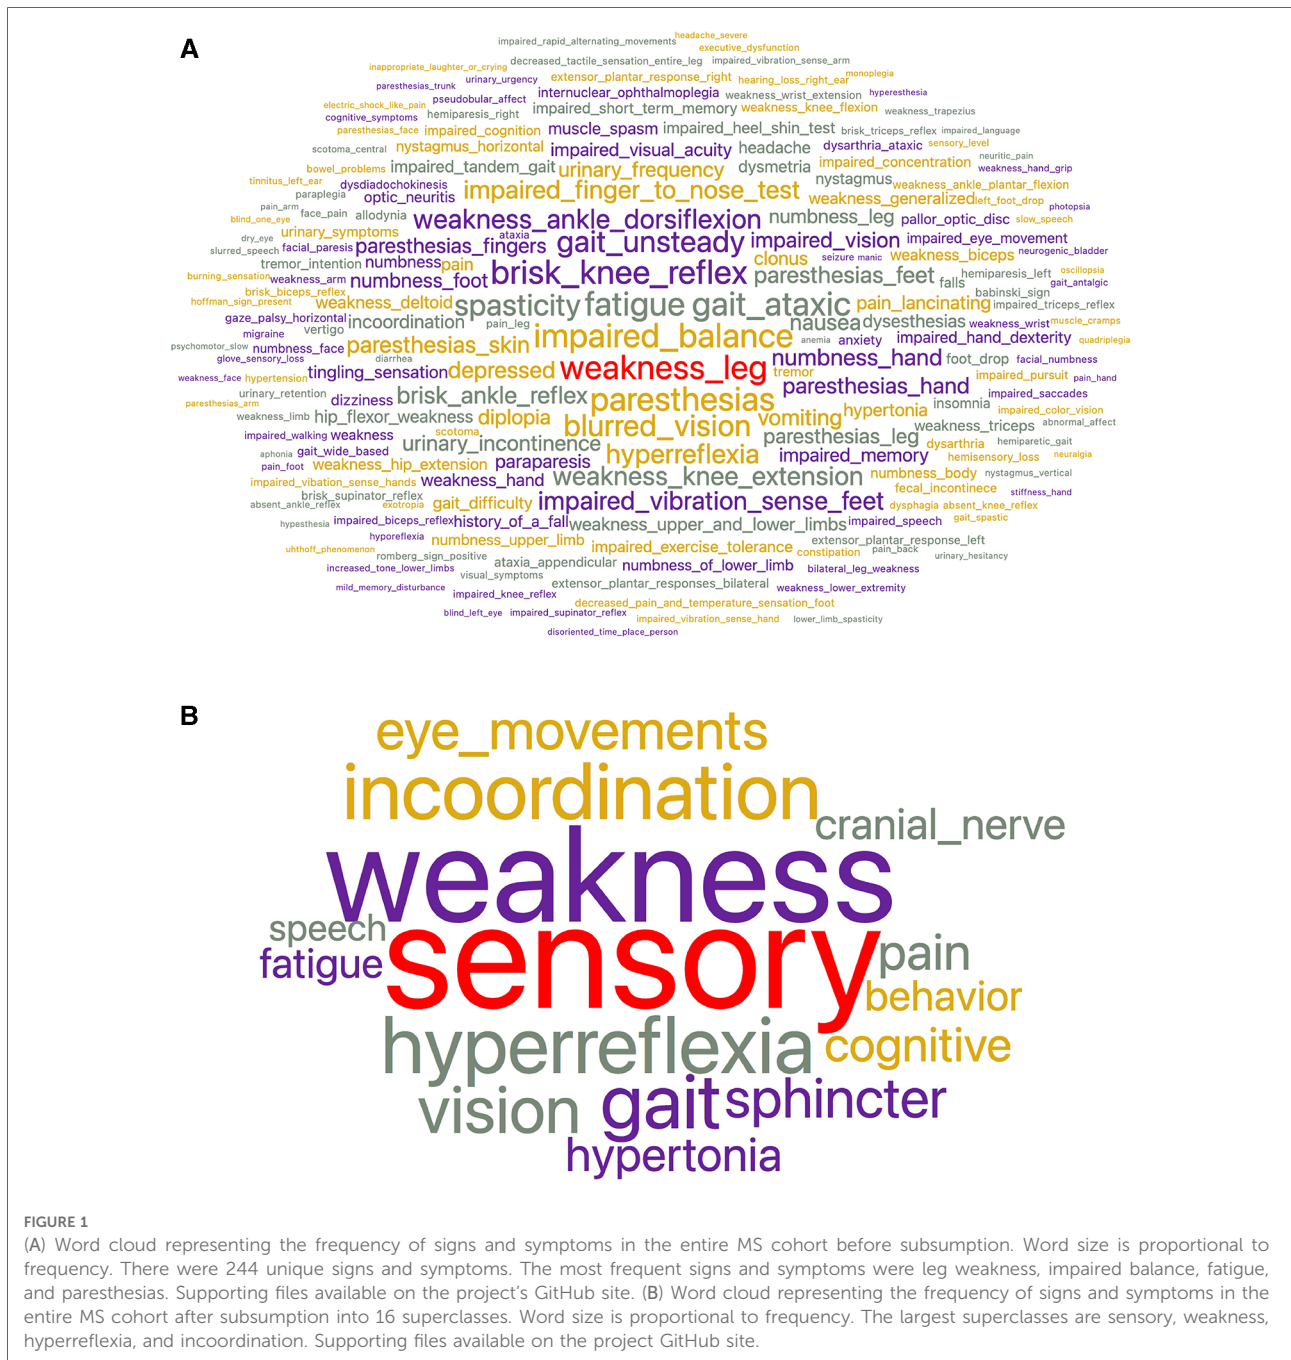 A
headache_severe
impaired_rapid_alternating_movements
executive_dysfunction
decreased_tactile_sensation_entire_leg impaired_vibration_sense_arm
inappropriate_laughter_or_crying
monoplegia
urinary_urgency extensor_plantar_response_right hearing_loss_right_ear
paresthesias_trunk internuclear_ophthalmoplegia weakness_wrist_extension hyperesthesia
electric_shock_like_pain pseudobular_affect impaired_short_term_memory weakness_knee_flexion weakness_trapezius
cognitive_symptoms hemiparesis_right
paresthesias_face impaired_cognition muscle_spasm impaired_heel_shin_test brisk_triceps_reflex impaired_language
scotoma_central nystagmus_horizontal impaired_visual_acuity headache dysarthria_ataxic sensory_level
neuritic_pain
bowel_problems impaired_tandem_gait urinary_frequency dysmetria impaired_concentration weakness_hand_grip
tinnitus_left_ear dysdiadochokinesis impaired_finger_to_nose_test nystagmus weakness_ankle_plantar_flexion
paraplegia optic_neuritis weakness_generalized left_foot_drop
pain_arm face_pain allodynia weakness_ankle_dorsiflexion numbness_leg pallor_optic_disc slow_speech photopsia
blind_one_eye urinary_symptoms
dry_eye facial_paresis paresthesias_fingers ataxia gait_unsteady impaired_vision impaired_eye_movement
slurred_speech clonus seizure manic weakness_biceps neurogenic_bladder
tremor_intention numbness pain
burning_sensation weakness_arm numbness_foot brisk_knee_reflex paresthesias_feet falls hemiparesis_left oscillopsia
gait_antalgic
brisk_biceps_reflex babinski_sign
hoffman_sign_present weakness_deltoid spasticity fatigue gait_ataxic pain_lancinating impaired_triceps_reflex
gaze_palsy_horizontal incoordination pain_leg nausea dysesthesias weakness_wrist muscle_cramps
migraine vertigo impaired_balance anemia anxiety impaired_hand_dexterity quadriplegia
psychomotor_slow numbness_face paresthesias_skin
glove_sensory_loss diarrhea numbness_hand foot_drop facial_numbness
weakness_face hypertension tingling_sensation depressed weakness_leg tremor impaired_pursuit pain_hand
urinary_retention paresthesias_hand impaired_saccades
paresthesias_arm dizziness brisk_ankle_reflex paresthesias hypertonia insomnia impaired_color_vision
weakness_limb hip_flexor_weakness diplopia vomiting abnormal_affect
impaired_walking weakness scotoma blurred_vision paresthesias_leg weakness_triceps hemiparetic_gait
aphonia gait_wide_based urinary_incontinence hyperreflexia impaired_memory dysarthria neuralgia
pain_foot weakness_hip_extension paraparesis hemisensory_loss
impaired_vibation_sense_hands weakness_hand weakness_knee_extension numbness_body nystagmus_vertical
brisk_supinator_reflex fecal_incontinece stiffness_hand
absent_ankle_reflex exotropia gait_difficulty impaired_vibration_sense_feet dysphagia absent_knee_reflex
hypesthesia impaired_biceps_reflex history_of_a_fall weakness_upper_and_lower_limbs impaired_speech gait_spastic
hyporeflexia numbness_upper_limb extensor_plantar_response_left
uhthoff_phenomenon romberg_sign_positive impaired_exercise_tolerance constipation pain_back urinary_hesitancy
increased_tone_lower_limbs ataxia_appendicular numbness_of_lower_limb bilateral_leg_weakness
visual_symptoms
mild_memory_disturbance extensor_plantar_responses_bilateral weakness_lower_extremity
impaired_knee_reflex
decreased_pain_and_temperature_sensation_foot
blind_left_eye impaired_supinator_reflex
impaired_vibration_sense_hand lower_limb_spasticity
disoriented_time_place_person
B
eye_movements
incoordination
cranial_nerve
weakness
speech
sensory
pain
fatigue
behavior
hyperreflexia
cognitive
vision
gait
sphincter
hypertonia
FIGURE 1
(A) Word cloud representing the frequency of signs and symptoms in the entire MS cohort before subsumption. Word size is proportional to
frequency. There were 244 unique signs and symptoms. The most frequent signs and symptoms were leg weakness, impaired balance, fatigue,
and paresthesias. Supporting files available on the project's GitHub site. (B) Word cloud representing the frequency of signs and symptoms in the
entire MS cohort after subsumption into 16 superclasses. Word size is proportional to frequency. The largest superclasses are sensory, weakness,
hyperreflexia, and incoordination. Supporting files available on the project GitHub site.